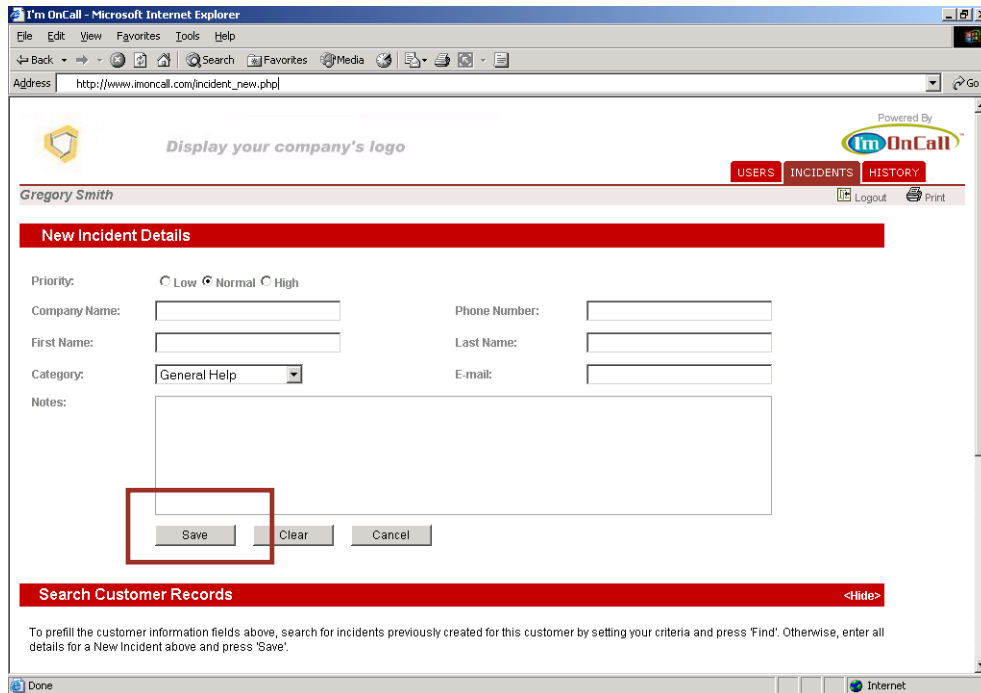 I'm OnCall - Microsoft Internet Explorer
File Edit View Favorites Tools Help
Back Search Favorites Media
Address http://www.imoncall.com/incident_new.php Go
Powered By
I'm OnCall™
Display your company's logo
USERS INCIDENTS HISTORY
Gregory Smith Logout Print
New Incident Details
Priority: Low Normal High
Company Name: Phone Number:
First Name: Last Name:
Category: General Help E-mail:
Notes:
Save Clear Cancel
Search Customer Records <Hide>
To prefill the customer information fields above, search for incidents previously created for this customer by setting your criteria and press 'Find'. Otherwise, enter all
details for a New Incident above and press 'Save'.
Done Internet